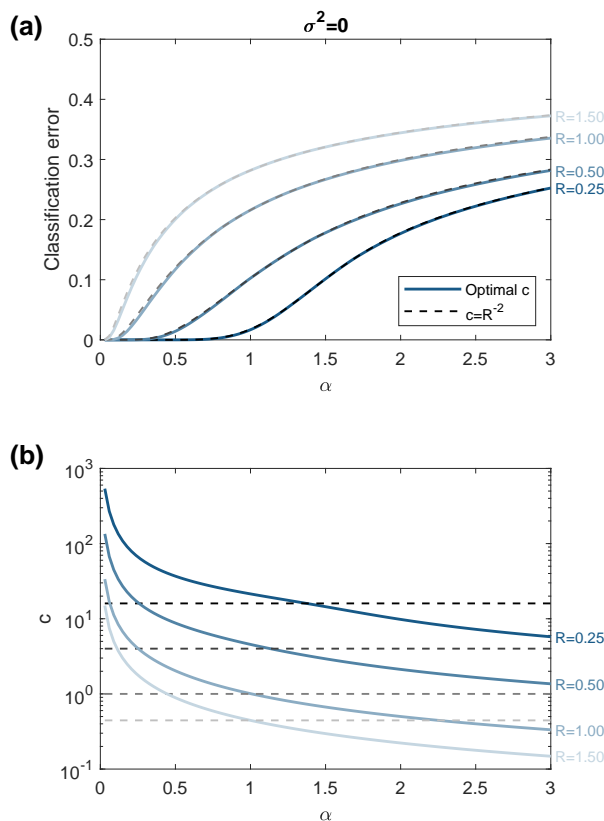 (a)
σ²=0
0.5
0.4
0.3
0.2
0.1
0
Classification error
R=1.50
R=1.00
R=0.50
R=0.25
Optimal c
c=R⁻²
0 0.5 1 1.5 2 2.5 3
α
(b)
10³
10²
10¹
10⁰
10⁻¹
c
R=0.25
R=0.50
R=1.00
R=1.50
0 0.5 1 1.5 2 2.5 3
α